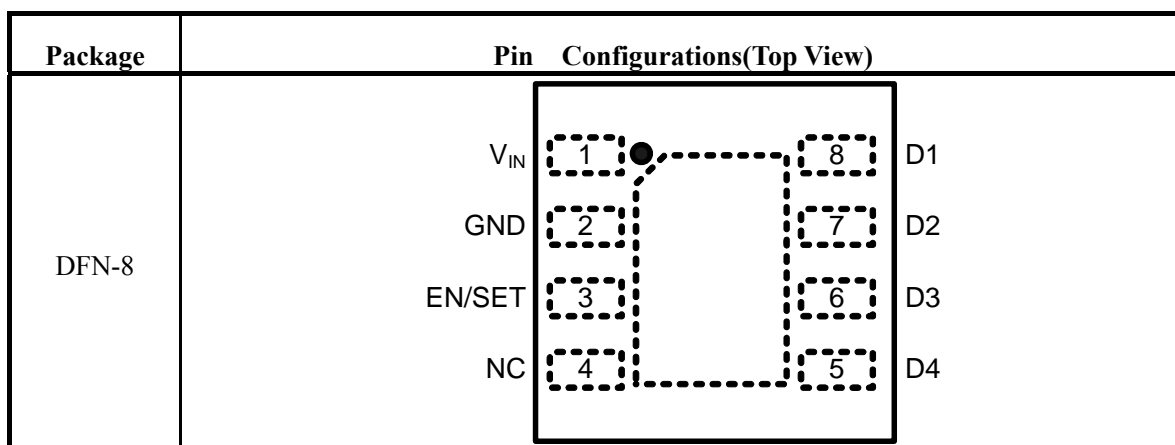 Package Pin Configurations(Top View)
DFN-8
V_IN 1 8 D1
GND 2 7 D2
EN/SET 3 6 D3
NC 4 5 D4